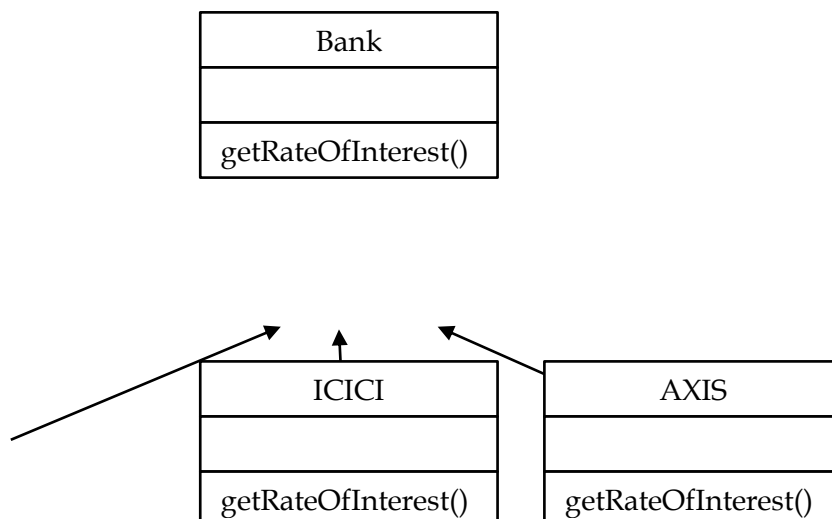 Bank
getRateOfInterest()
ICICI
AXIS
getRateOfInterest()
getRateOfInterest()